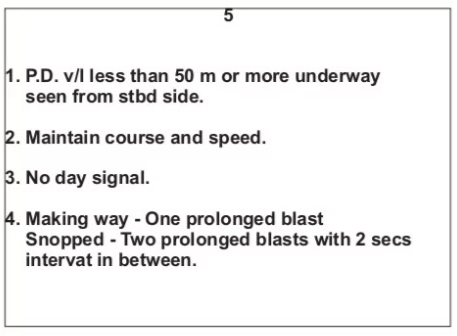 5
1. P.D. v/l less than 50 m or more underway
seen from stbd side.
2. Maintain course and speed.
3. No day signal.
4. Making way - One prolonged blast
Snopped - Two prolonged blasts with 2 secs
intervat in between.